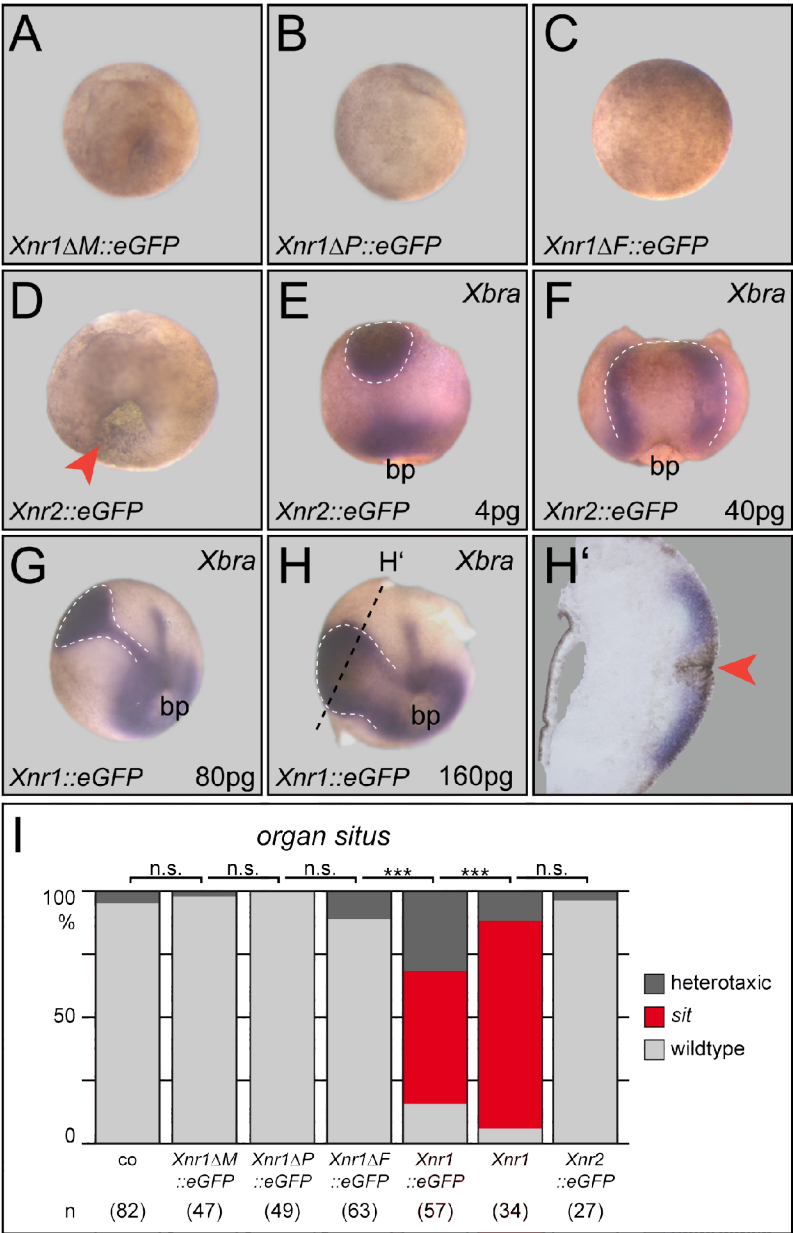 A
Xnr1ΔM::eGFP
B
Xnr1ΔP::eGFP
C
Xnr1ΔF::eGFP
D
Xnr2::eGFP
E
Xbra
bp
Xnr2::eGFP 4pg
F
Xbra
bp
Xnr2::eGFP 40pg
G
Xbra
bp
Xnr1::eGFP 80pg
H
H‘
Xbra
bp
Xnr1::eGFP 160pg
H‘
I
organ situs
n.s. n.s. n.s. *** *** n.s.
100
%
50
0
heterotaxic
sit
wildtype
co Xnr1ΔM Xnr1ΔP Xnr1ΔF Xnr1 Xnr1 Xnr2
::eGFP ::eGFP ::eGFP ::eGFP ::eGFP
n (82) (47) (49) (63) (57) (34) (27)